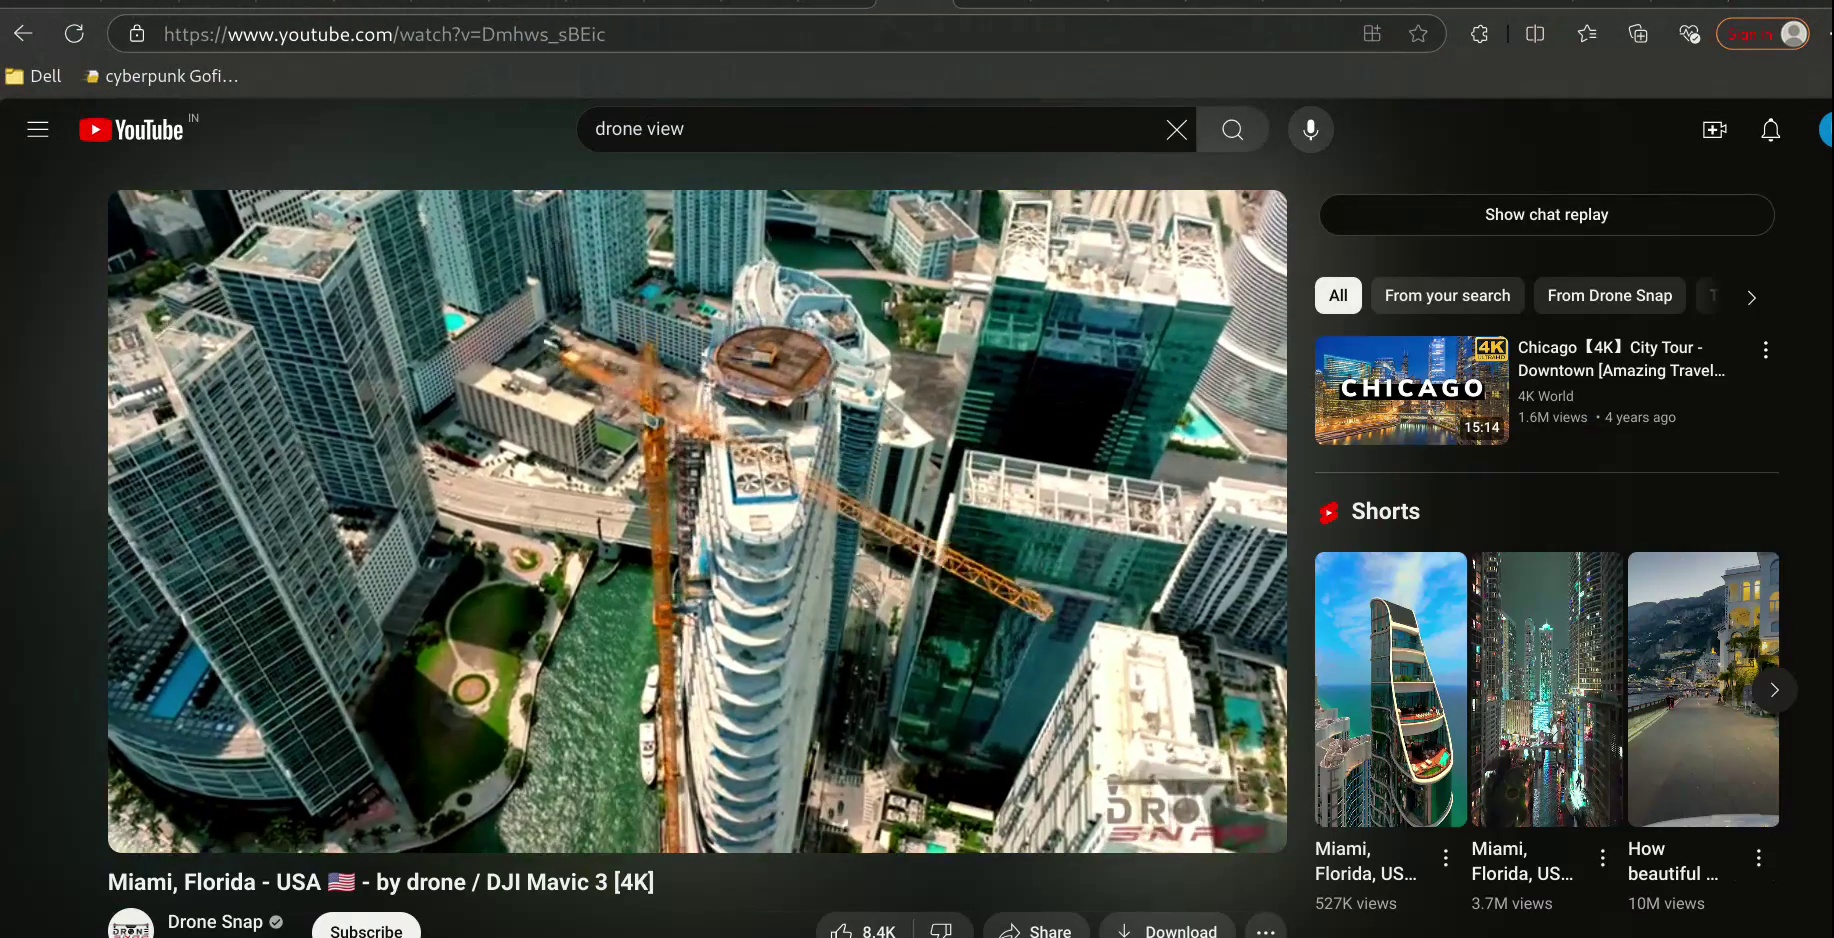 https://www.youtube.com/watch?v=Dmhws_sBEic
Sign in
Dell
cyberpunk Gofi...
YouTube IN
drone view
Show chat replay
All
From your search
From Drone Snap
T
4K
ULTRAHD
CHICAGO
15:14
Chicago【4K】City Tour -
Downtown [Amazing Travel...
4K World
1.6M views • 4 years ago
Shorts
DRONE
SNAP
Miami,
Florida, US...
527K views
Miami,
Florida, US...
3.7M views
How
beautiful ...
10M views
Miami, Florida - USA 🇺🇸 - by drone / DJI Mavic 3 [4K]
DRONE
Drone Snap
Subscribe
8.4K
Share
Download